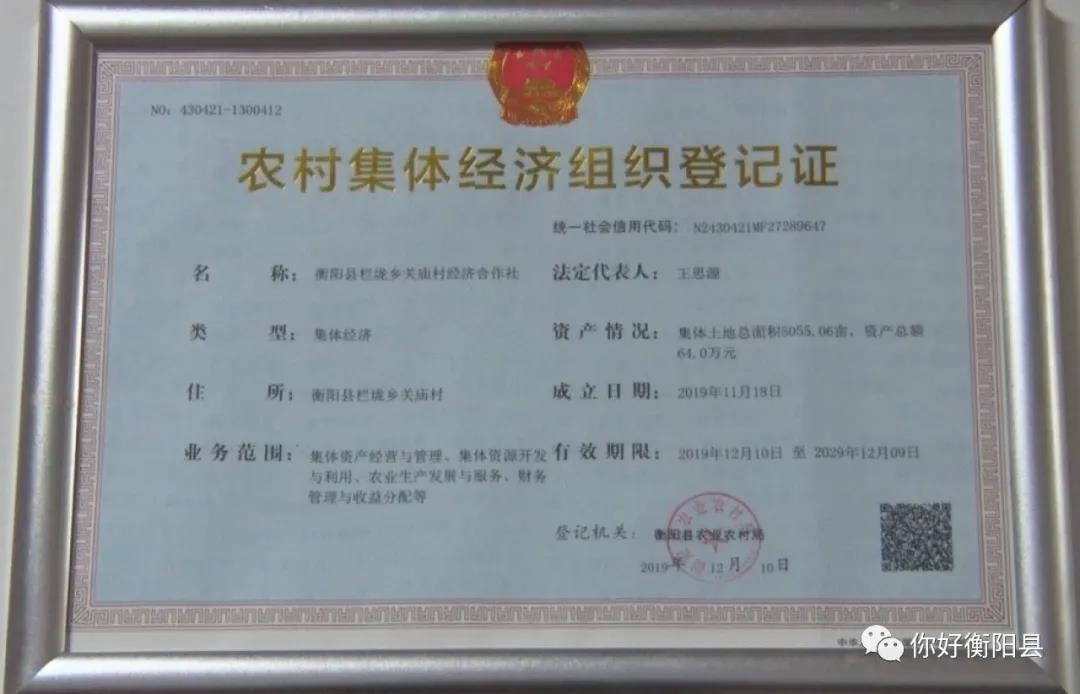 NO: 430421-1300412
农村集体经济组织登记证
统一社会信用代码: N2430421MF27289647
名称: 衡阳县栏垅乡关庙村经济合作社
法定代表人: 王思源
类型: 集体经济
资产情况: 集体土地总面积8055.06亩、资产总额
64.0万元
住所: 衡阳县栏垅乡关庙村
成立日期: 2019年11月18日
业务范围: 集体资产经营与管理、集体资源开发
与利用、农业生产发展与服务、财务
管理与收益分配等
有效期限: 2019年12月10日 至 2029年12月09日
登记机关: 衡阳县农业农村局
2019年 12月 10日
你好衡阳县